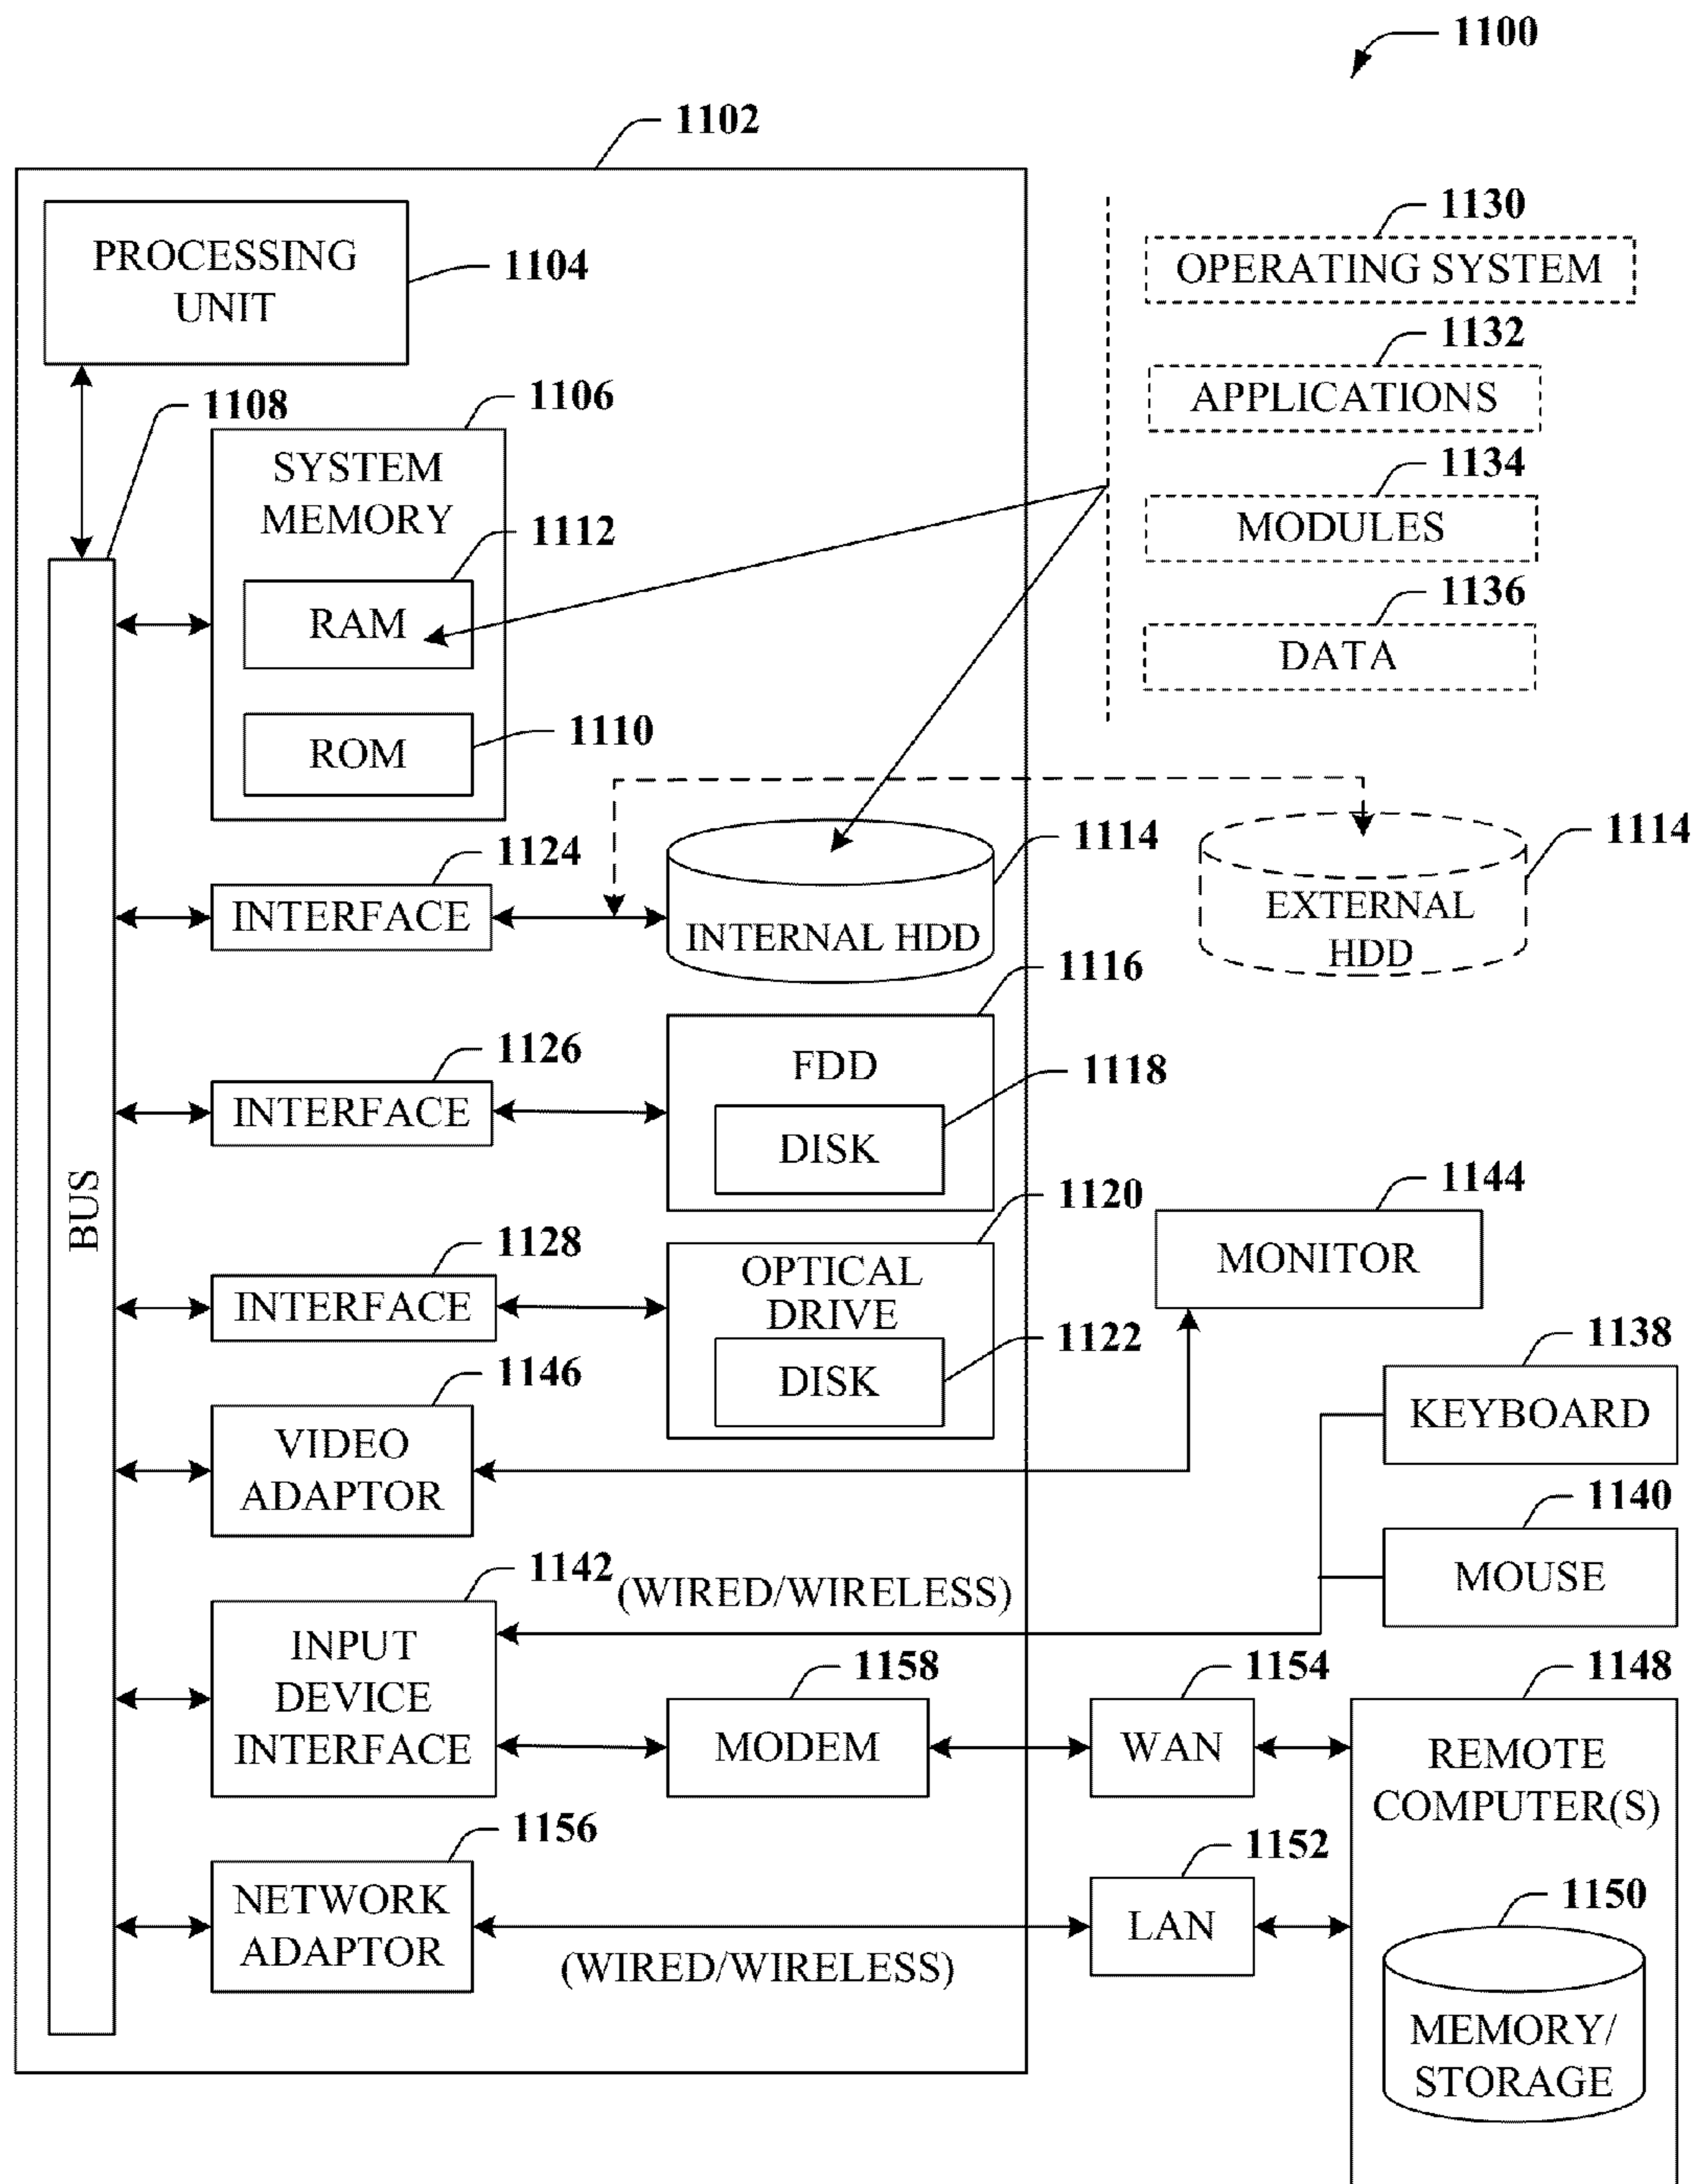 1100
1102
PROCESSING
UNIT
1104
1130
OPERATING SYSTEM
1132
APPLICATIONS
1134
MODULES
1136
DATA
1108
1106
SYSTEM
MEMORY
1112
RAM
1110
ROM
1124
INTERFACE
1114
INTERNAL HDD
1114
EXTERNAL
HDD
1126
INTERFACE
1116
FDD
1118
DISK
BUS
1128
INTERFACE
1120
OPTICAL
DRIVE
1122
DISK
1144
MONITOR
1146
VIDEO
ADAPTOR
1138
KEYBOARD
1140
MOUSE
1142
(WIRED/WIRELESS)
INPUT
DEVICE
INTERFACE
1158
MODEM
1154
WAN
1148
REMOTE
COMPUTER(S)
1156
NETWORK
ADAPTOR
(WIRED/WIRELESS)
1152
LAN
1150
MEMORY/
STORAGE